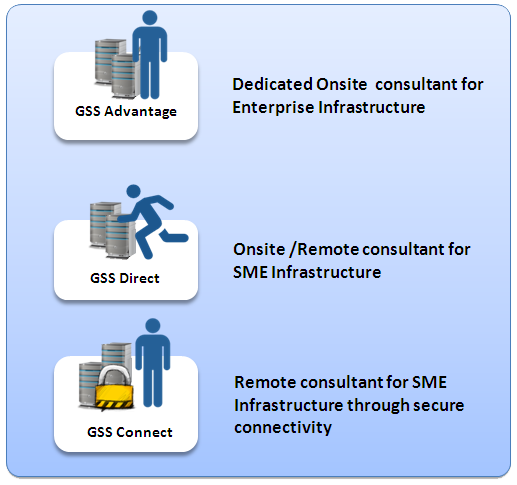 GSS Advantage
Dedicated Onsite consultant for
Enterprise Infrastructure
GSS Direct
Onsite /Remote consultant for
SME Infrastructure
GSS Connect
Remote consultant for SME
Infrastructure through secure
connectivity